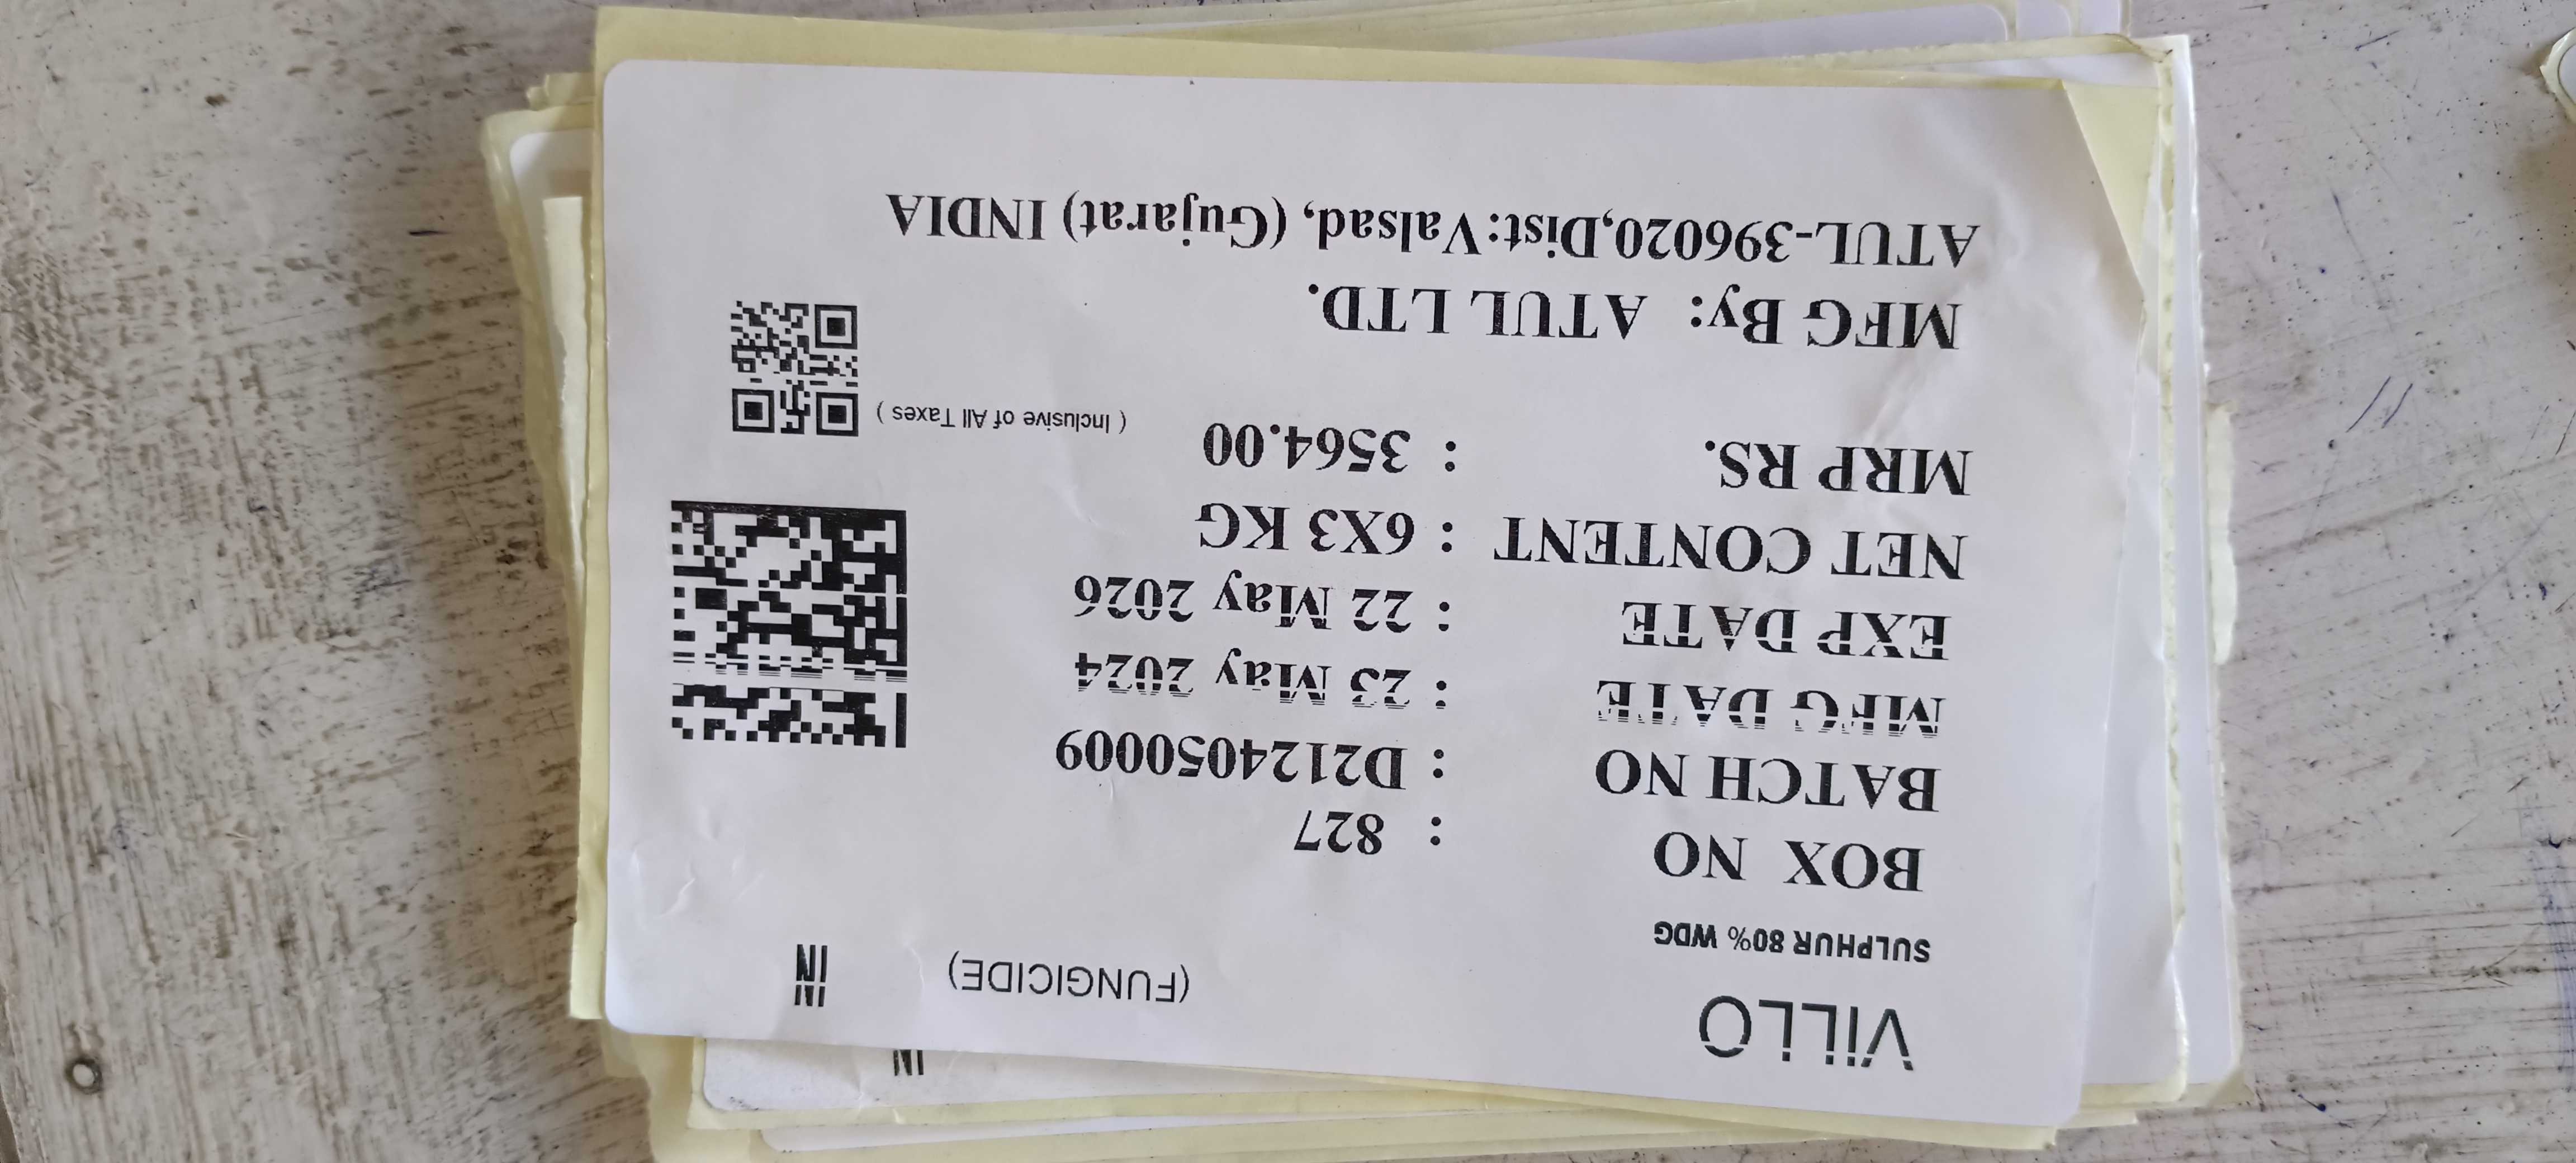 ViLLO
(FUNGICIDE)
IN
SULPHUR 80% WDG
BOX NO : 827
BATCH NO : D2124050009
MFG DATE : 23 May 2024
EXP DATE : 22 May 2026
NET CONTENT : 6X3 KG
MRP RS. : 3564.00
( Inclusive of All Taxes )
MFG By: ATUL LTD.
ATUL-396020,Dist:Valsad, (Gujarat) INDIA
IN